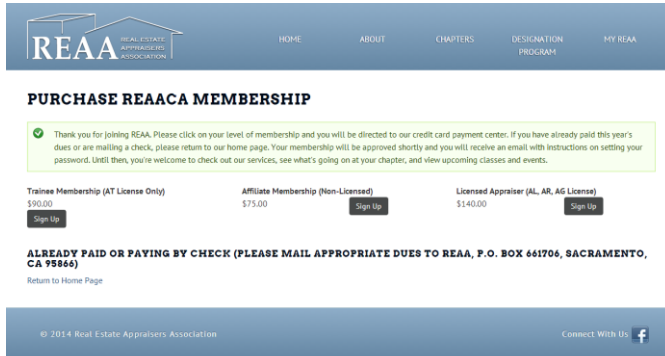 REAA REAL ESTATE
APPRAISERS
ASSOCIATION
HOME ABOUT CHAPTERS DESIGNATION PROGRAM MY REAA
PURCHASE REAACA MEMBERSHIP
Thank you for joining REAA. Please click on your level of membership and you will be directed to our credit card payment center. If you have already paid this year's
dues or are mailing a check, please return to our home page. Your membership will be approved shortly and you will receive an email with instructions on setting your
password. Until then, you're welcome to check out our services, see what's going on at your chapter, and view upcoming classes and events.
Trainee Membership (AT License Only)
$90.00
Sign Up
Affiliate Membership (Non-Licensed)
$75.00
Sign Up
Licensed Appraiser (AL, AR, AG License)
$140.00
Sign Up
ALREADY PAID OR PAYING BY CHECK (PLEASE MAIL APPROPRIATE DUES TO REAA, P.O. BOX 661706, SACRAMENTO,
CA 95866)
Return to Home Page
© 2014 Real Estate Appraisers Association
Connect With Us f